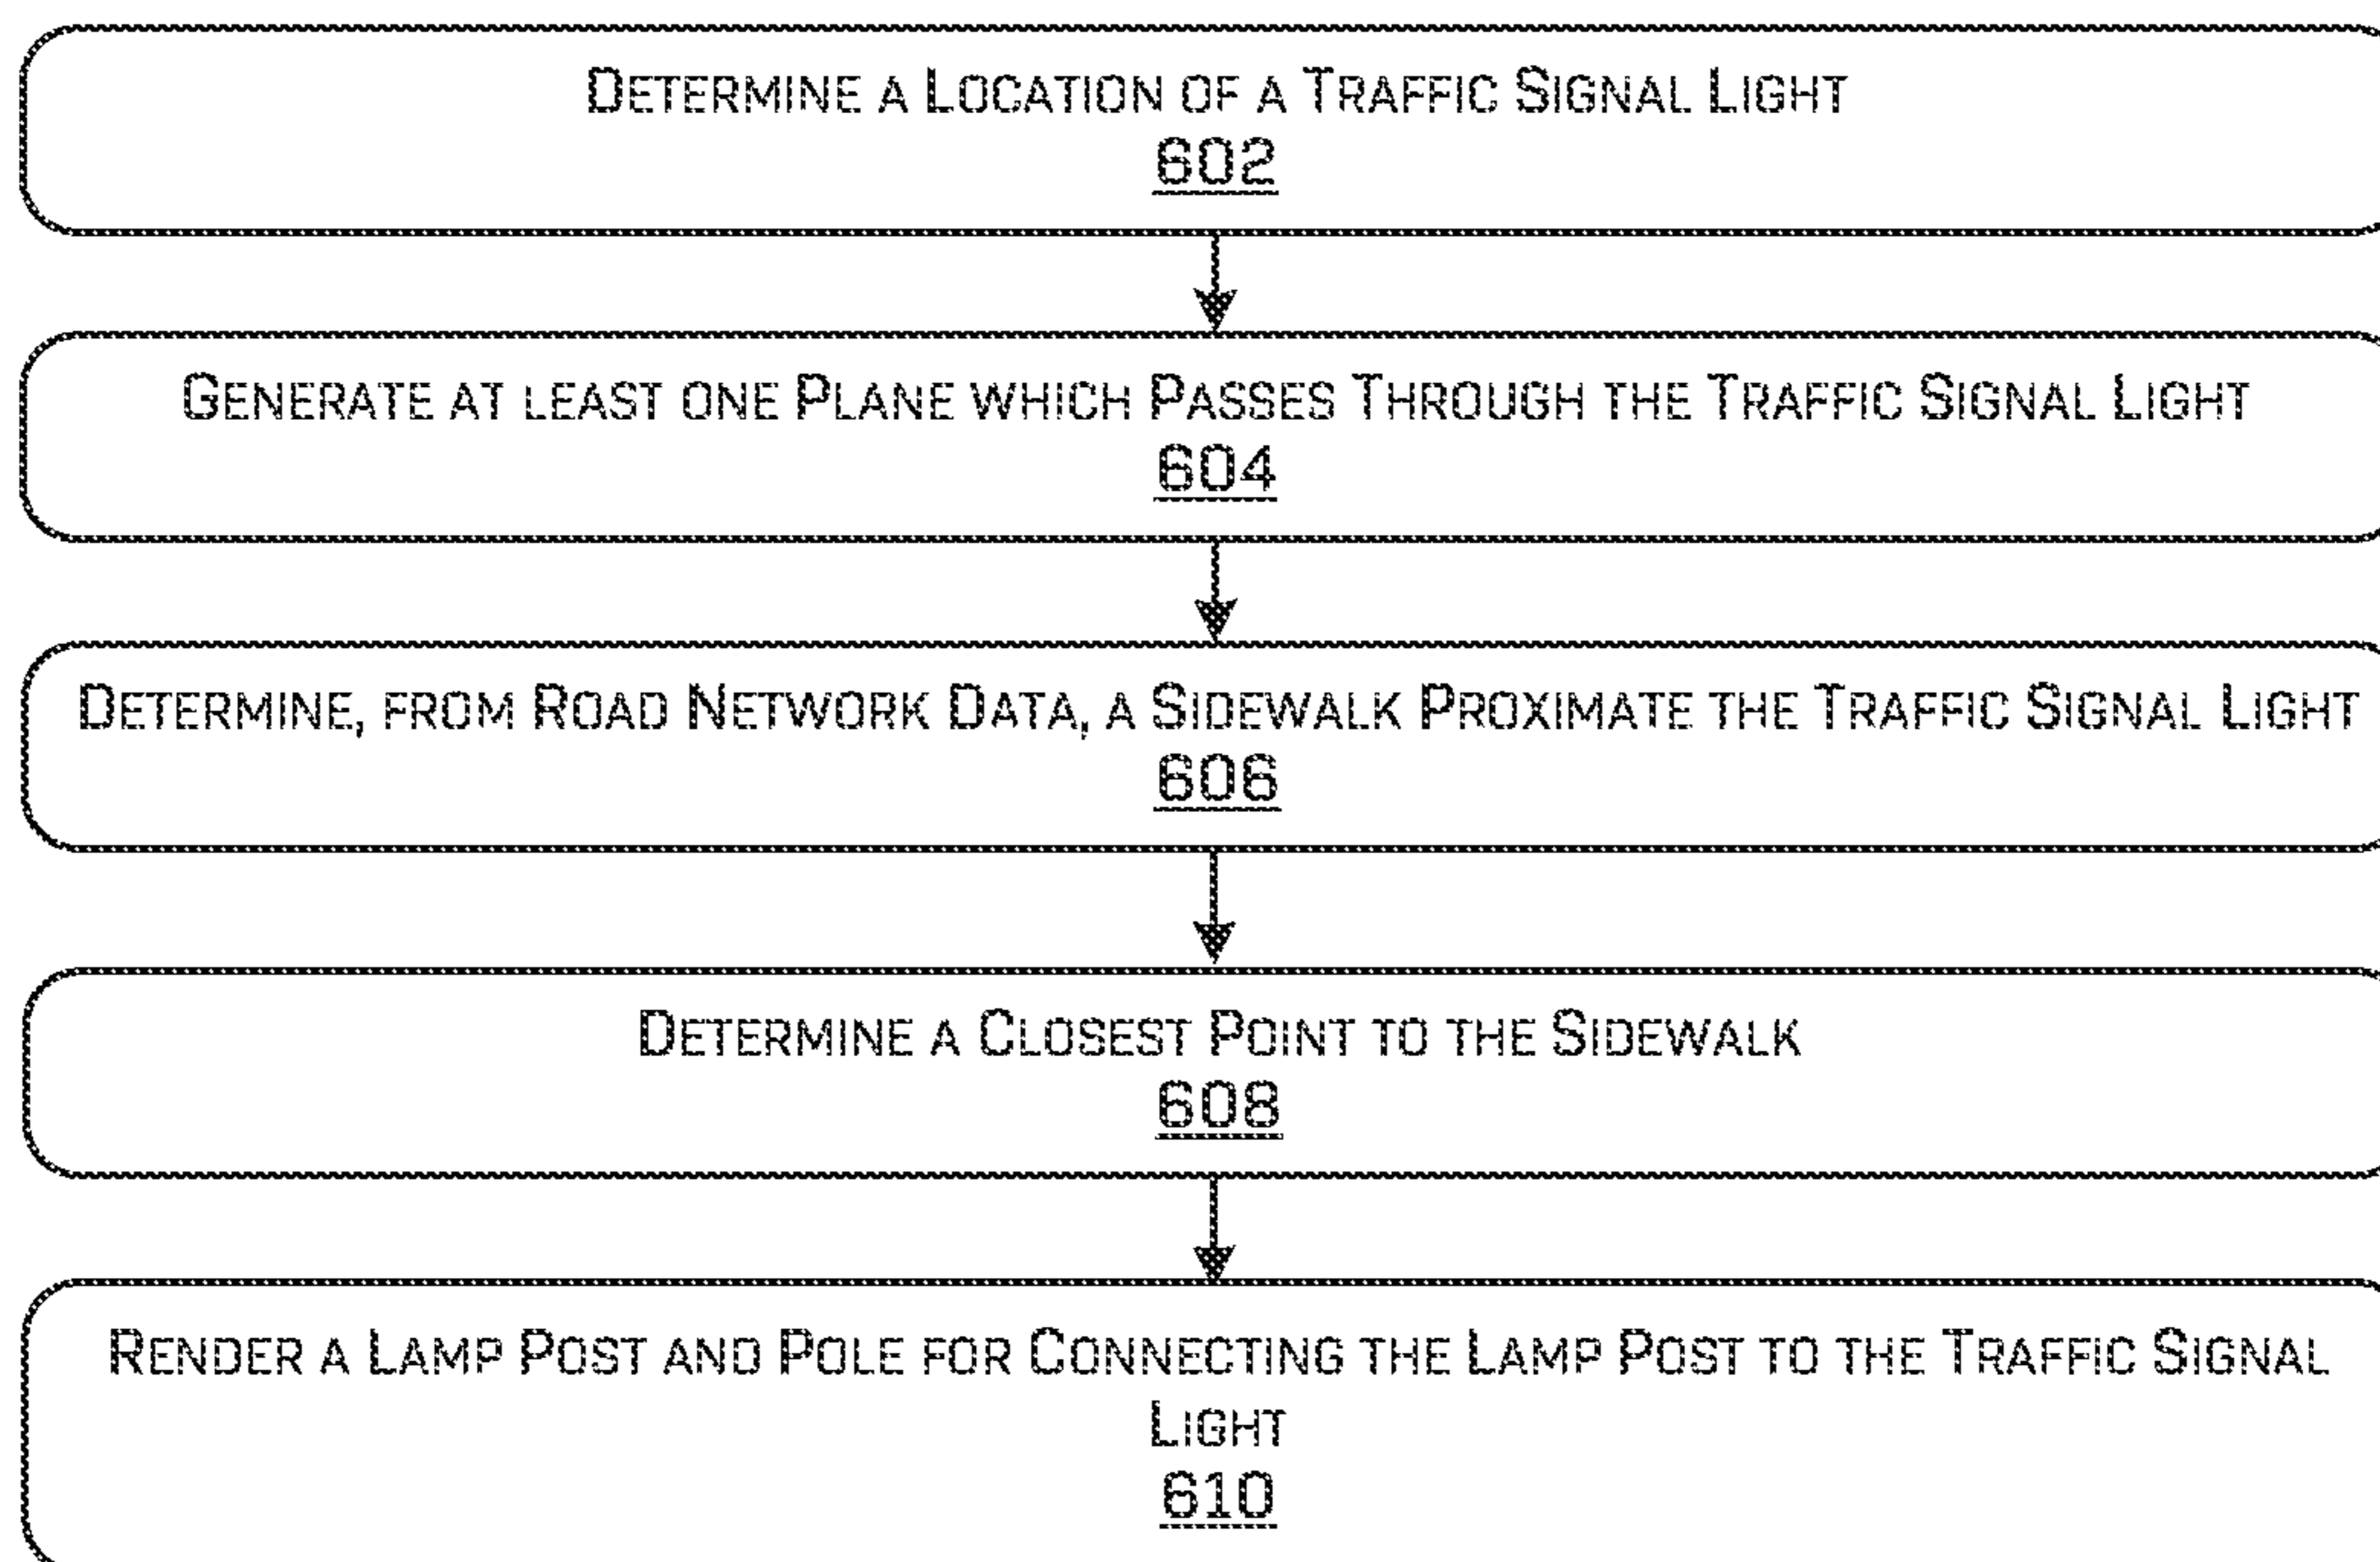 DETERMINE A LOCATION OF A TRAFFIC SIGNAL LIGHT
602
GENERATE AT LEAST ONE PLANE WHICH PASSES THROUGH THE TRAFFIC SIGNAL LIGHT
604
DETERMINE, FROM ROAD NETWORK DATA, A SIDEWALK PROXIMATE THE TRAFFIC SIGNAL LIGHT
606
DETERMINE A CLOSEST POINT TO THE SIDEWALK
608
RENDER A LAMP POST AND POLE FOR CONNECTING THE LAMP POST TO THE TRAFFIC SIGNAL
LIGHT
610